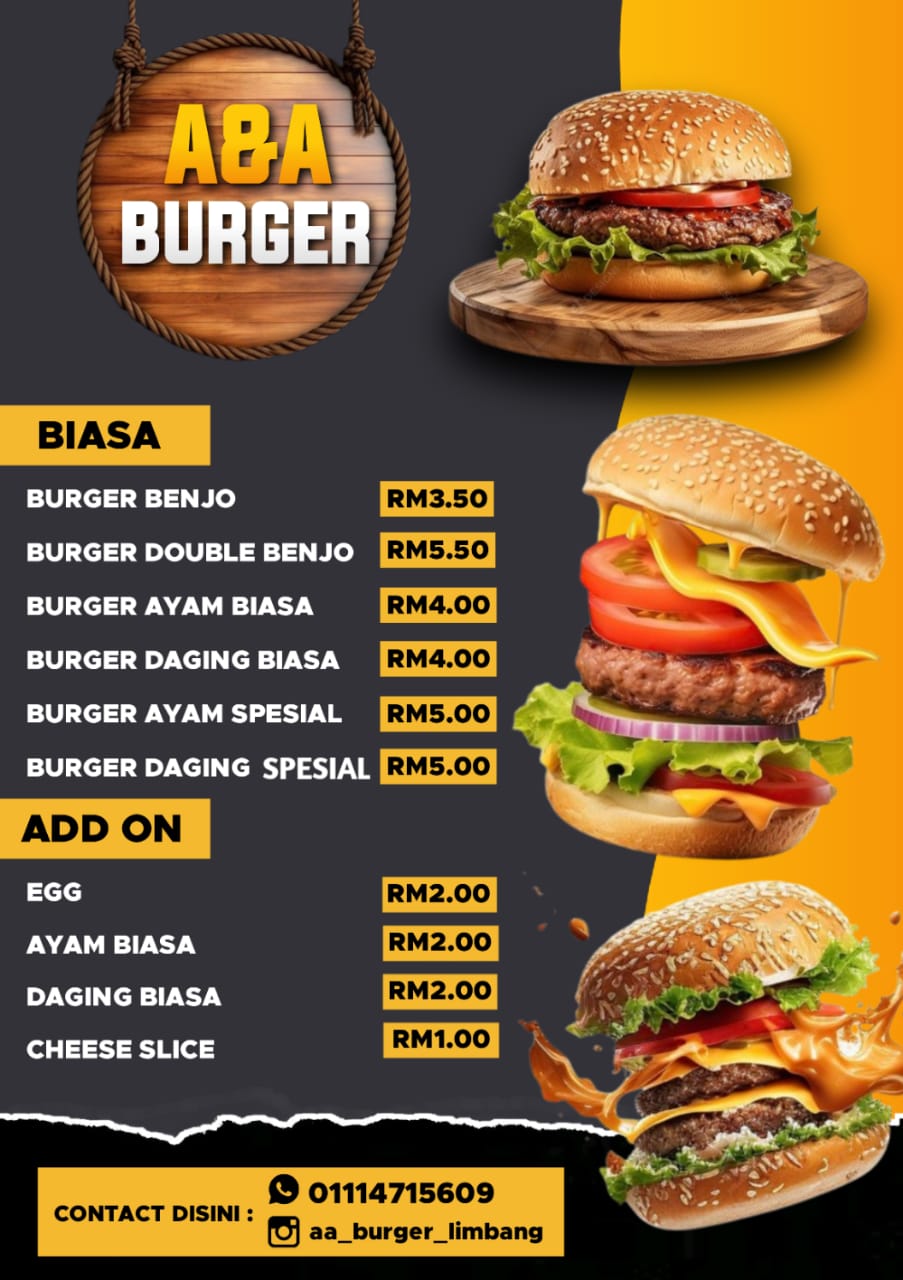 A&A
BURGER
BIASA
BURGER BENJO RM3.50
BURGER DOUBLE BENJO RM5.50
BURGER AYAM BIASA RM4.00
BURGER DAGING BIASA RM4.00
BURGER AYAM SPESIAL RM5.00
BURGER DAGING SPESIAL RM5.00
ADD ON
EGG RM2.00
AYAM BIASA RM2.00
DAGING BIASA RM2.00
CHEESE SLICE RM1.00
CONTACT DISINI :
01114715609
aa_burger_limbang